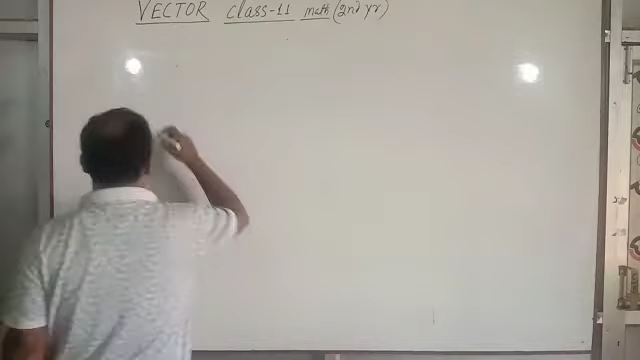 VECTOR class-11 math (2nd yr)